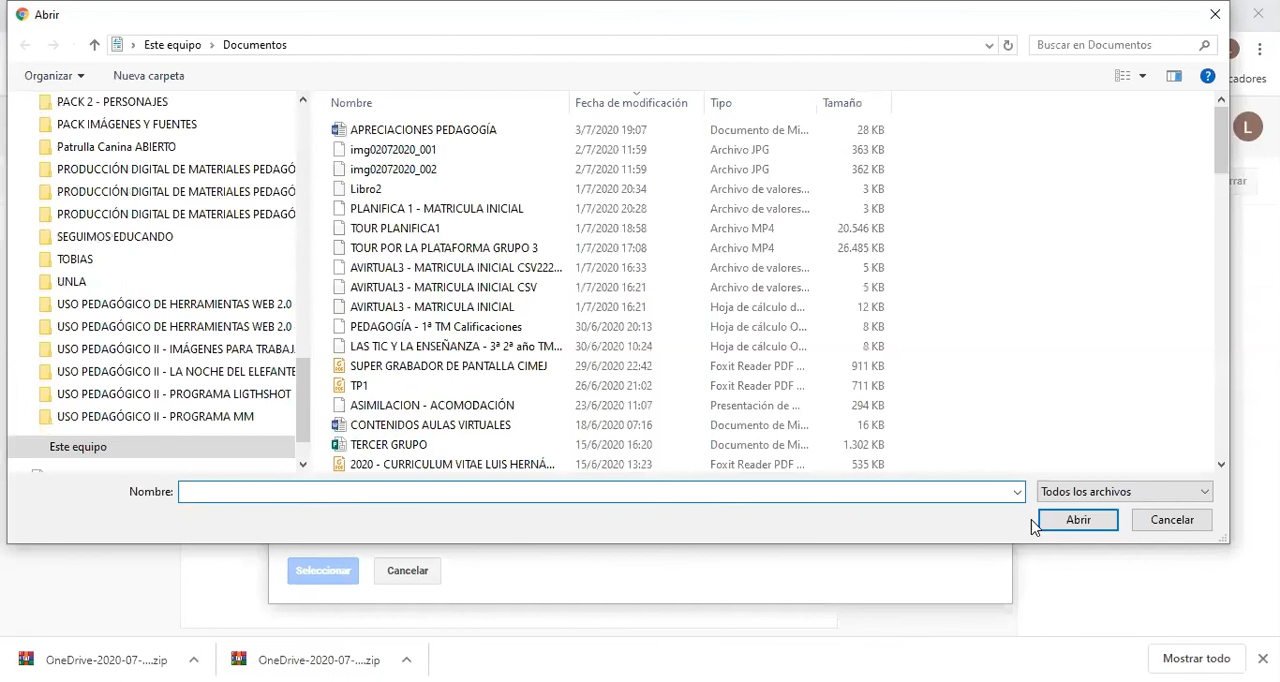 Abrir
Este equipo › Documentos
Buscar en Documentos
Organizar
Nueva carpeta
cadores
L
rrar
PACK 2 - PERSONAJES
PACK IMÁGENES Y FUENTES
Patrulla Canina ABIERTO
PRODUCCIÓN DIGITAL DE MATERIALES PEDAGÓ
PRODUCCIÓN DIGITAL DE MATERIALES PEDAGÓ
PRODUCCIÓN DIGITAL DE MATERIALES PEDAGÓ
SEGUIMOS EDUCANDO
TOBIAS
UNLA
USO PEDAGÓGICO DE HERRAMIENTAS WEB 2.0
USO PEDAGÓGICO DE HERRAMIENTAS WEB 2.0
USO PEDAGÓGICO II - IMÁGENES PARA TRABAJ.
USO PEDAGÓGICO II - LA NOCHE DEL ELEFANTE
USO PEDAGÓGICO II - PROGRAMA LIGTHSHOT
USO PEDAGÓGICO II - PROGRAMA MM
Este equipo
Nombre Fecha de modificación Tipo Tamaño
APRECIACIONES PEDAGOGÍA 3/7/2020 19:07 Documento de Mi... 28 KB
img02072020_001 2/7/2020 11:59 Archivo JPG 363 KB
img02072020_002 2/7/2020 11:59 Archivo JPG 362 KB
Libro2 1/7/2020 20:34 Archivo de valores... 3 KB
PLANIFICA 1 - MATRICULA INICIAL 1/7/2020 20:28 Archivo de valores... 3 KB
TOUR PLANIFICA1 1/7/2020 18:58 Archivo MP4 20.546 KB
TOUR POR LA PLATAFORMA GRUPO 3 1/7/2020 17:08 Archivo MP4 26.485 KB
AVIRTUAL3 - MATRICULA INICIAL CSV222... 1/7/2020 16:33 Archivo de valores... 5 KB
AVIRTUAL3 - MATRICULA INICIAL CSV 1/7/2020 16:21 Archivo de valores... 5 KB
AVIRTUAL3 - MATRICULA INICIAL 1/7/2020 16:21 Hoja de cálculo d... 12 KB
PEDAGOGÍA - 1ª TM Calificaciones 30/6/2020 20:13 Hoja de cálculo O... 8 KB
LAS TIC Y LA ENSEÑANZA - 3ª 2ª año TM... 30/6/2020 10:24 Hoja de cálculo O... 8 KB
SUPER GRABADOR DE PANTALLA CIMEJ 29/6/2020 22:42 Foxit Reader PDF ... 911 KB
TP1 26/6/2020 21:02 Foxit Reader PDF ... 711 KB
ASIMILACION - ACOMODACIÓN 23/6/2020 11:07 Presentación de ... 294 KB
CONTENIDOS AULAS VIRTUALES 18/6/2020 07:16 Documento de Mi... 16 KB
TERCER GRUPO 15/6/2020 16:20 Documento de Mi... 1.302 KB
2020 - CURRICULUM VITAE LUIS HERNÁ... 15/6/2020 13:23 Foxit Reader PDF ... 535 KB
Nombre:
Todos los archivos
Abrir
Cancelar
Seleccionar
Cancelar
OneDrive-2020-07-....zip
OneDrive-2020-07-....zip
Mostrar todo